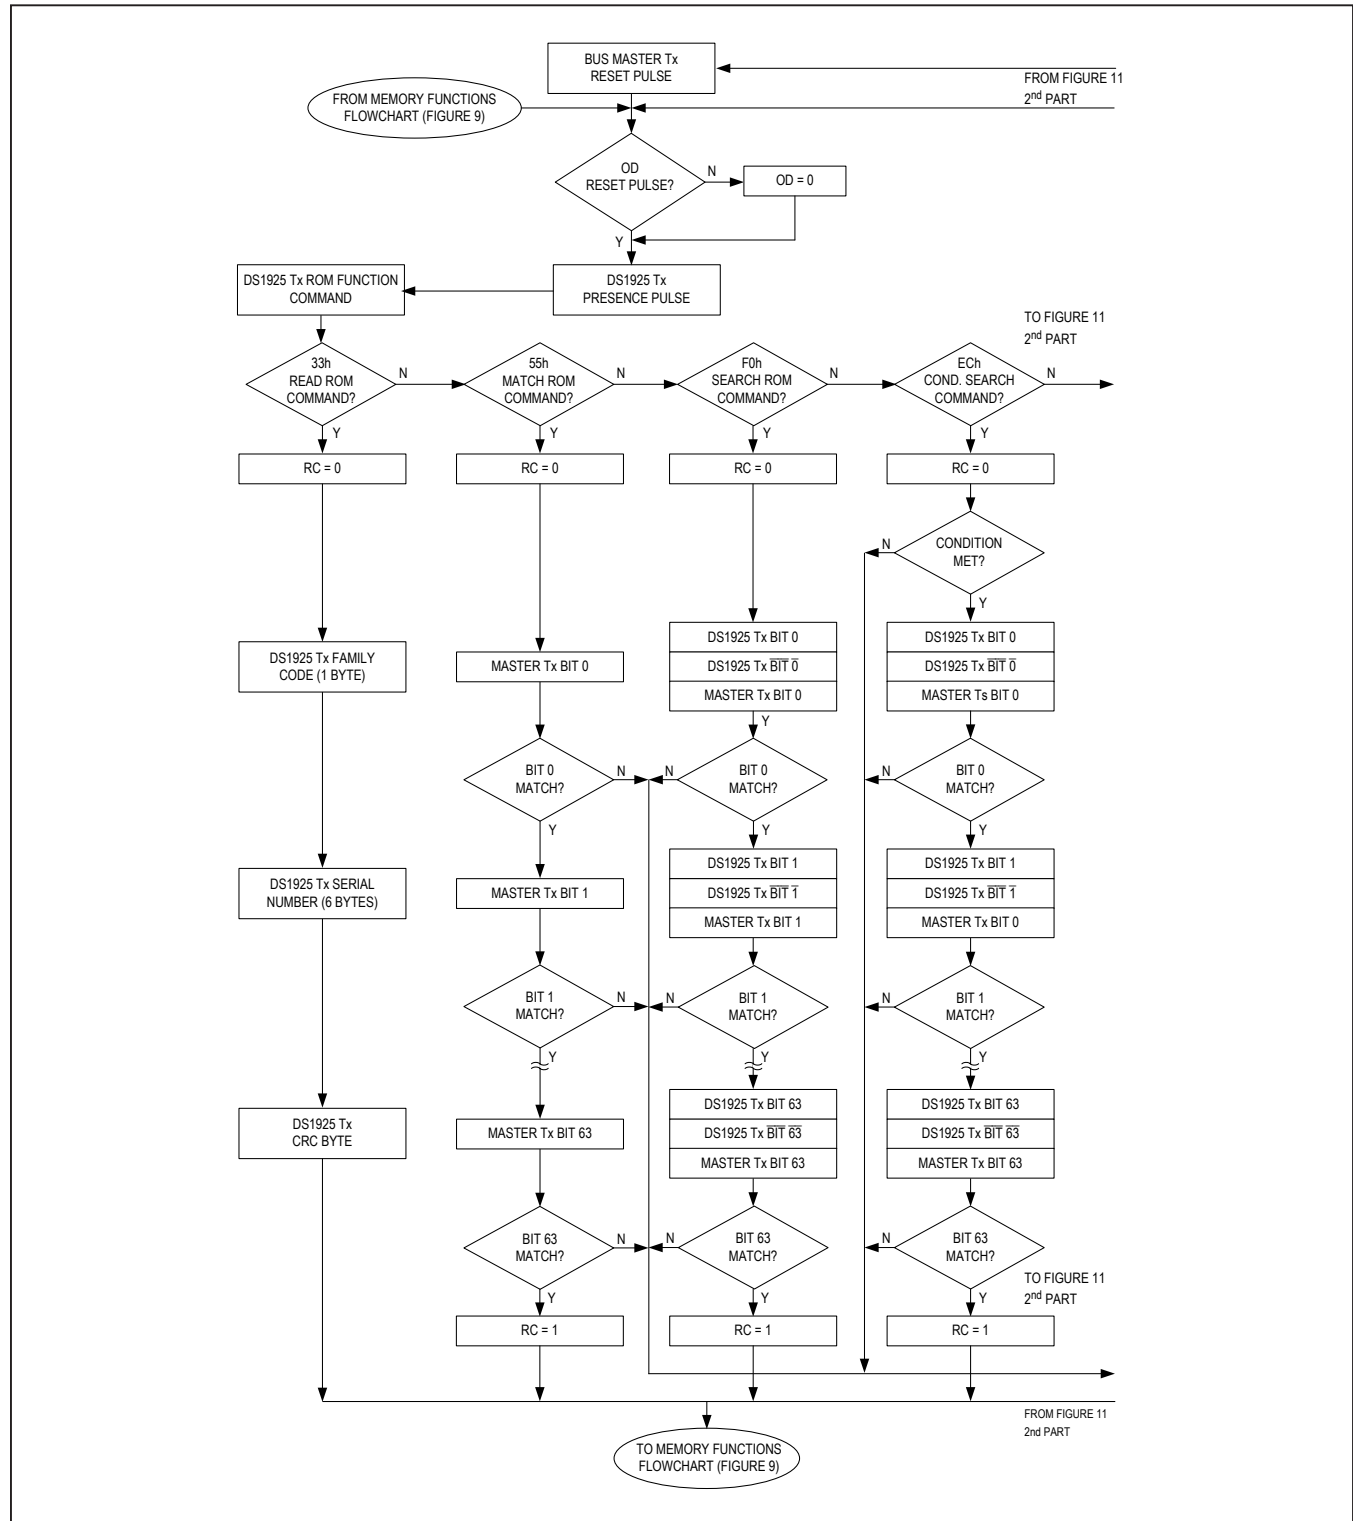 BUS MASTER Tx
RESET PULSE
FROM FIGURE 11
2nd PART
FROM MEMORY FUNCTIONS
FLOWCHART (FIGURE 9)
OD
RESET PULSE?
N
OD = 0
Y
DS1925 Tx ROM FUNCTION
COMMAND
DS1925 Tx
PRESENCE PULSE
TO FIGURE 11
2nd PART
33h
READ ROM
COMMAND?
N
55h
MATCH ROM
COMMAND?
N
F0h
SEARCH ROM
COMMAND?
N
ECh
COND. SEARCH
COMMAND?
N
Y
Y
Y
Y
RC = 0
RC = 0
RC = 0
RC = 0
N
CONDITION
MET?
Y
DS1925 Tx FAMILY
CODE (1 BYTE)
MASTER Tx BIT 0
DS1925 Tx BIT 0
DS1925 Tx B̅I̅T̅ 0̅
MASTER Tx BIT 0
DS1925 Tx BIT 0
DS1925 Tx B̅I̅T̅ 0̅
MASTER Ts BIT 0
Y
BIT 0
MATCH?
N
N
BIT 0
MATCH?
N
BIT 0
MATCH?
Y
Y
Y
DS1925 Tx SERIAL
NUMBER (6 BYTES)
MASTER Tx BIT 1
DS1925 Tx BIT 1
DS1925 Tx B̅I̅T̅ 1̅
MASTER Tx BIT 1
DS1925 Tx BIT 1
DS1925 Tx B̅I̅T̅ 1̅
MASTER Tx BIT 0
BIT 1
MATCH?
N
N
BIT 1
MATCH?
N
BIT 1
MATCH?
Y
Y
Y
DS1925 Tx
CRC BYTE
MASTER Tx BIT 63
DS1925 Tx BIT 63
DS1925 Tx B̅I̅T̅ 6̅3̅
MASTER Tx BIT 63
DS1925 Tx BIT 63
DS1925 Tx B̅I̅T̅ 6̅3̅
MASTER Tx BIT 63
BIT 63
MATCH?
N
N
BIT 63
MATCH?
N
BIT 63
MATCH?
TO FIGURE 11
2nd PART
Y
Y
Y
RC = 1
RC = 1
RC = 1
FROM FIGURE 11
2nd PART
TO MEMORY FUNCTIONS
FLOWCHART (FIGURE 9)